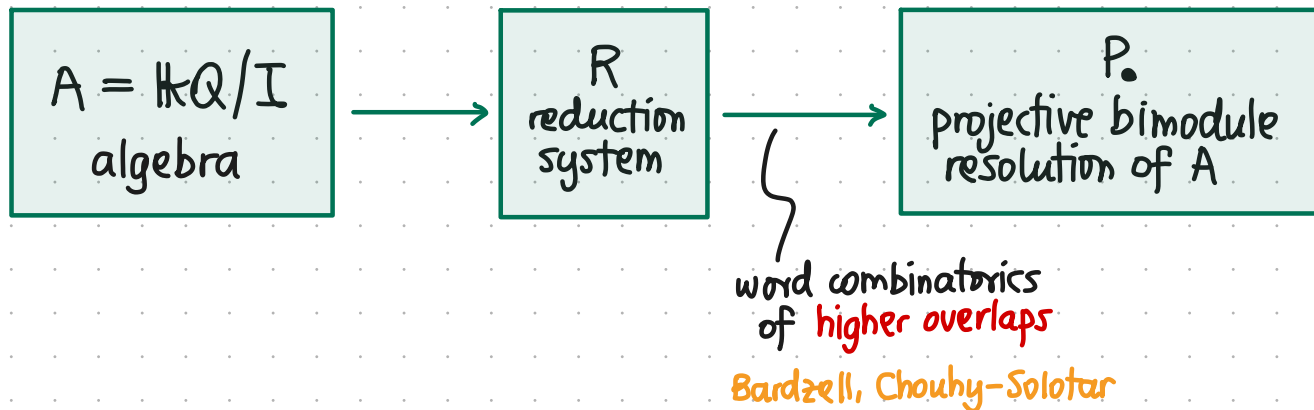 A = 𝕜Q/I
algebra
R
reduction
system
P.
projective bimodule
resolution of A
word combinatorics
of higher overlaps
Bardzell, Chouhy-Solotar